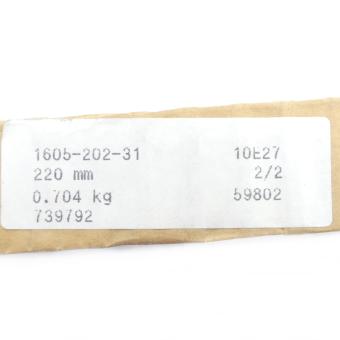 1605-202-31 10E27
220 mm 2/2
0.704 kg 59802
739792